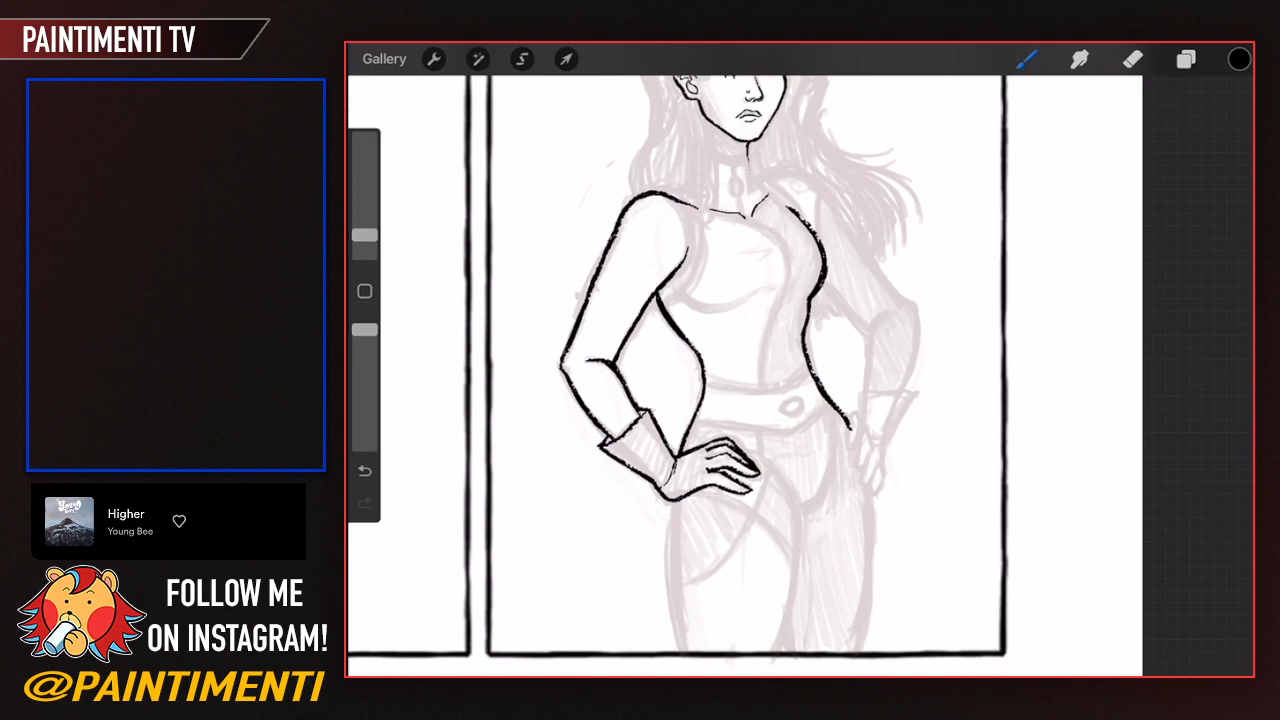 PAINTIMENTI TV
Gallery
Higher
Young Bee
FOLLOW ME
ON INSTAGRAM!
@PAINTIMENTI